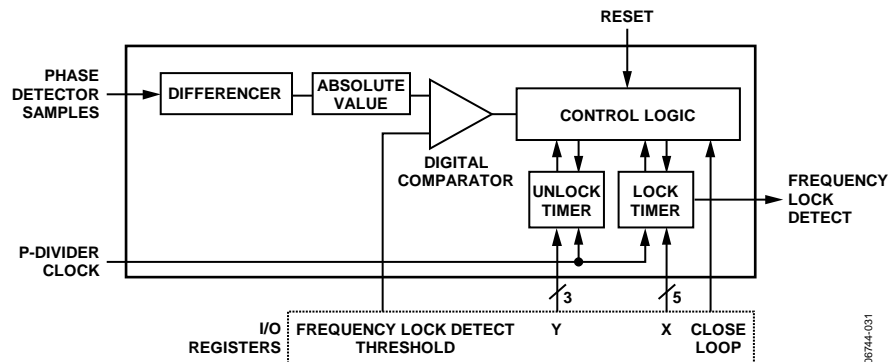 RESET
PHASE
DETECTOR
SAMPLES
DIFFERENCER
ABSOLUTE
VALUE
CONTROL LOGIC
DIGITAL
COMPARATOR
UNLOCK
TIMER
LOCK
TIMER
FREQUENCY
LOCK
DETECT
P-DIVIDER
CLOCK
3
5
I/O
REGISTERS
FREQUENCY LOCK DETECT
THRESHOLD
Y
X
CLOSE
LOOP
06744-031